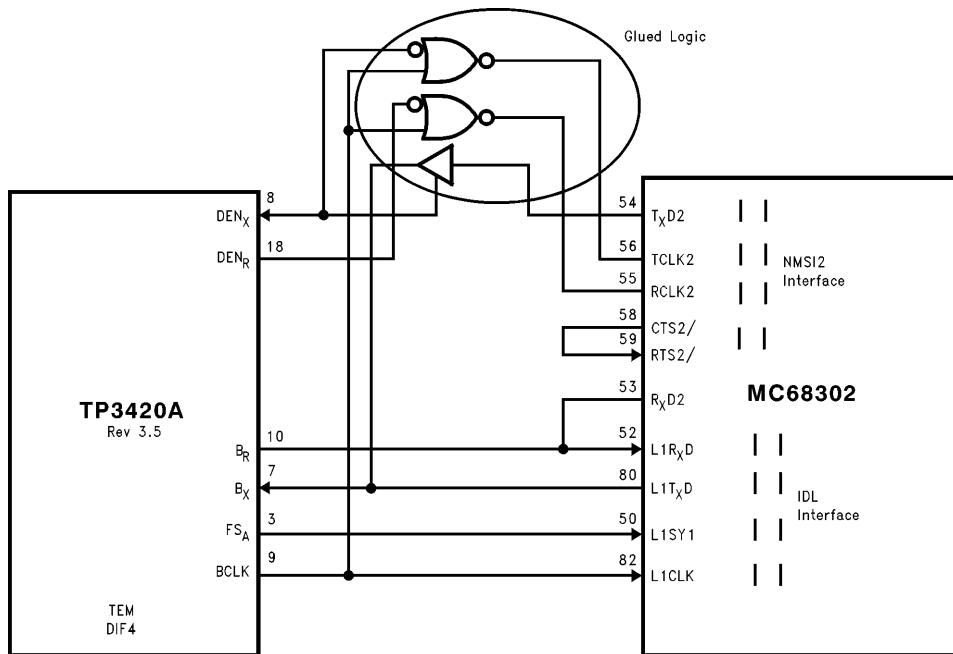 Glued Logic
8
DENX
18
DENR
TP3420A
Rev 3.5
10
BR
7
BX
3
FSA
9
BCLK
TEM
DIF4
54
TXD2
56
TCLK2
55
RCLK2
58
CTS2/
59
RTS2/
53
RXD2
52
L1RXD
80
L1TXD
50
L1SY1
82
L1CLK
NMSI2
Interface
MC68302
IDL
Interface